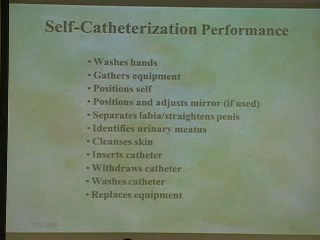 Self-Catheterization Performance
• Washes hands
• Gathers equipment
• Positions self
• Positions and adjusts mirror (if used)
• Separates labia/straightens penis
• Identifies urinary meatus
• Cleanses skin
• Inserts catheter
• Withdraws catheter
• Washes catheter
• Replaces equipment